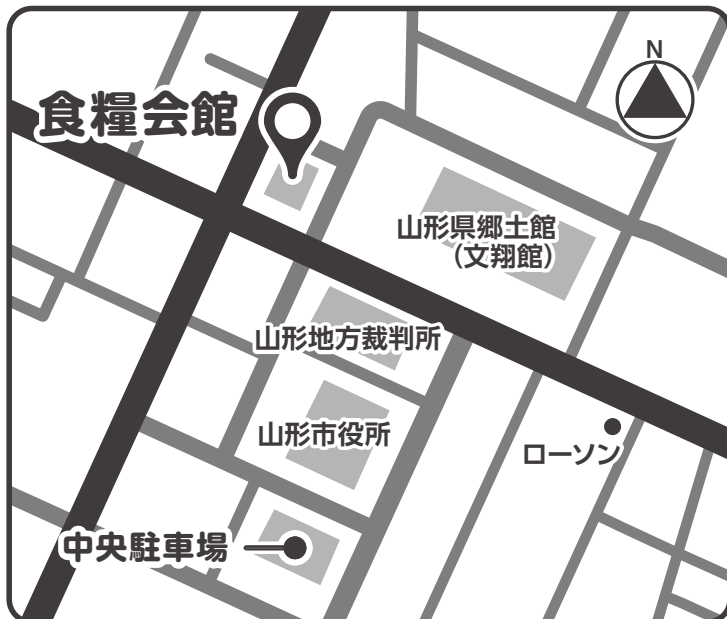 N
食糧会館
山形県郷土館
(文翔館)
山形地方裁判所
山形市役所
ローソン
中央駐車場